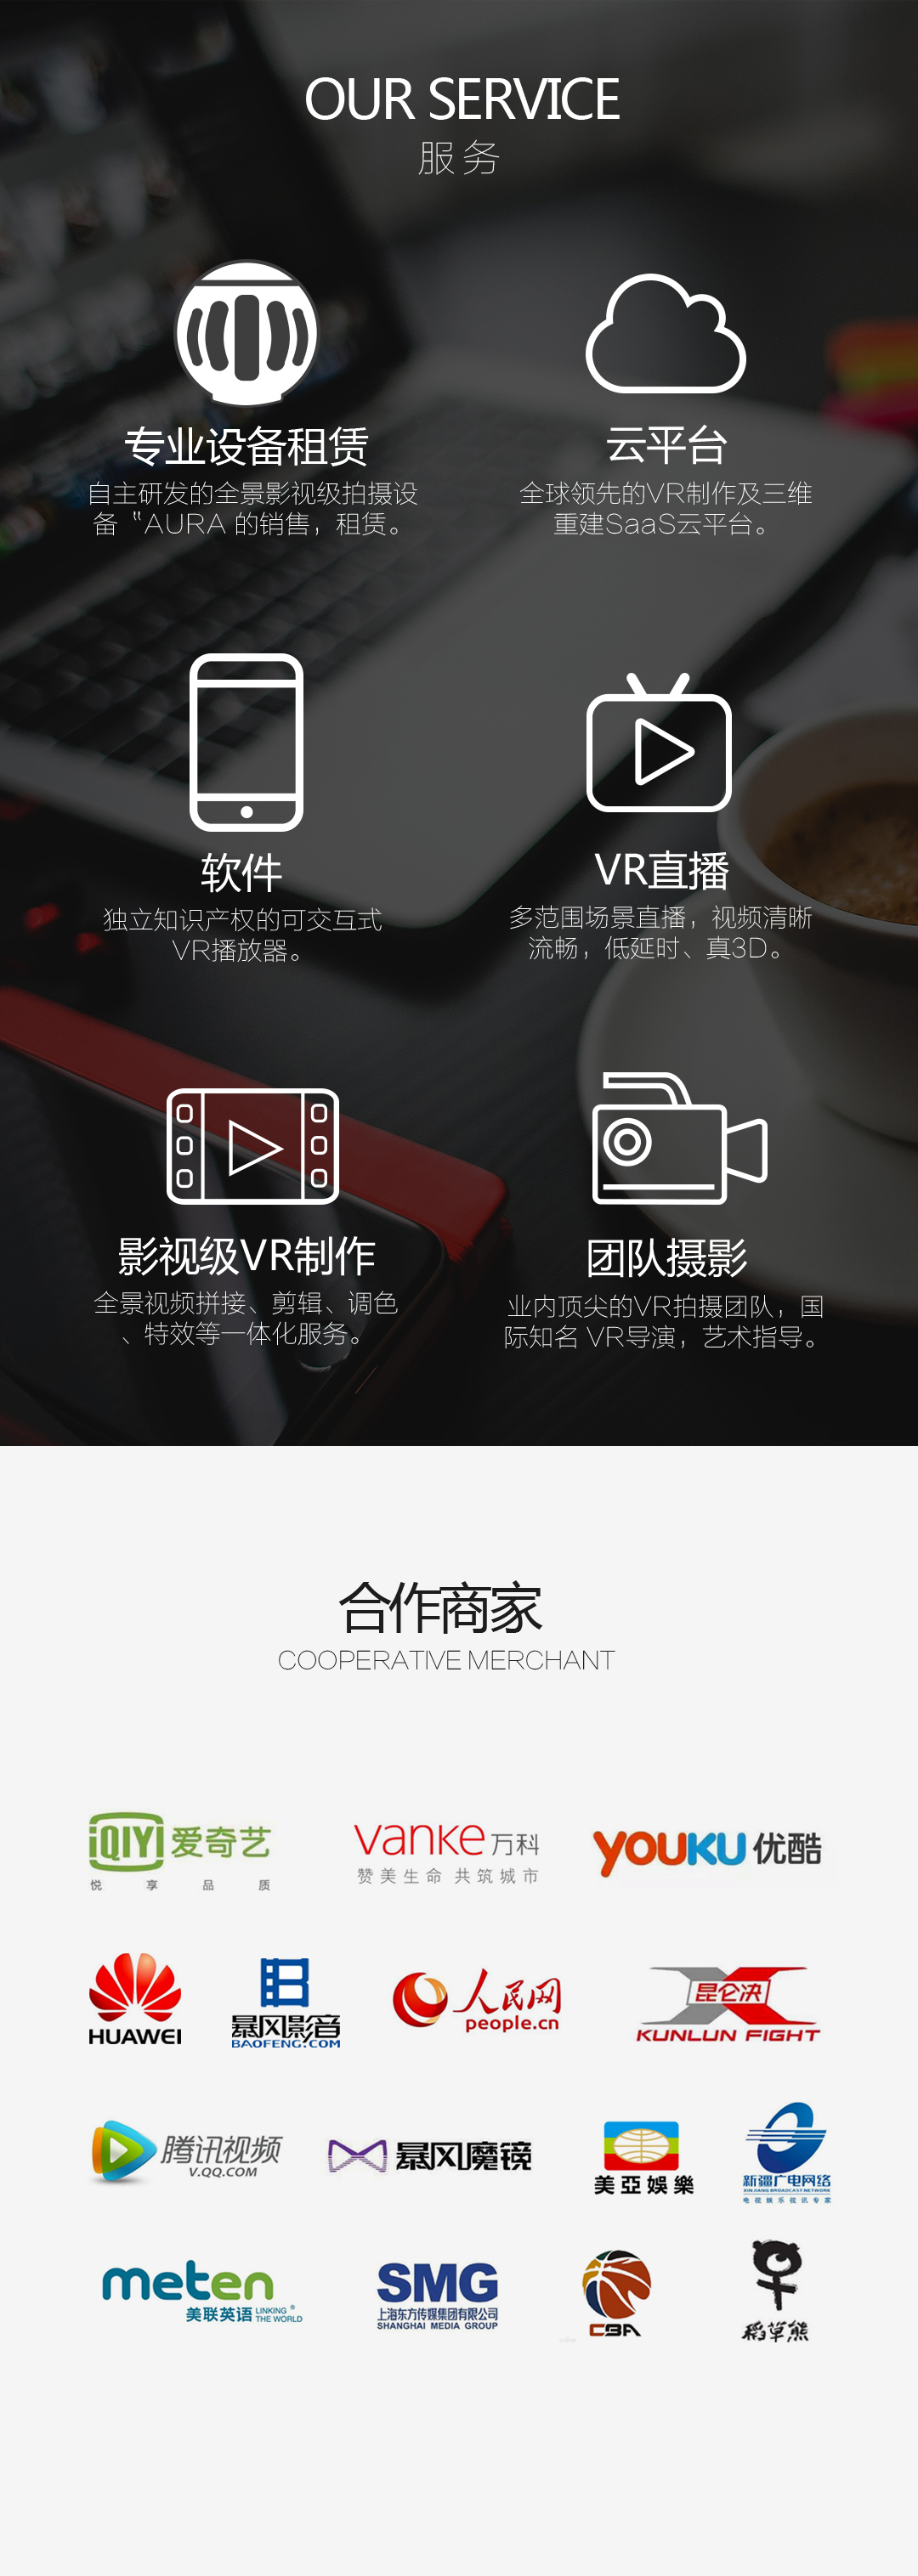 OUR SERVICE
服务
专业设备租赁
自主研发的全景影视级拍摄设
备〝AURA 的销售，租赁。
云平台
全球领先的VR制作及三维
重建SaaS云平台。
软件
独立知识产权的可交互式
VR播放器。
VR直播
多范围场景直播，视频清晰
流畅，低延时、真3D。
影视级VR制作
全景视频拼接、剪辑、调色
、特效等一体化服务。
团队摄影
业内顶尖的VR拍摄团队，国
际知名 VR导演，艺术指导。
合作商家
COOPERATIVE MERCHANT
iQIYI 爱奇艺
悦享品质
vanke 万科
赞美生命 共筑城市
YOUKU 优酷
HUAWEI
暴风影音
BAOFENG.COM
人民网
people.cn
昆仑决
KUNLUN FIGHT
腾讯视频
V.QQ.COM
暴风魔镜
美亞娛樂
新疆广电网络
XINJIANG BROADCAST NETWORK
电视娱乐视讯专家
meten
美联英语 LINKING THE WORLD
SMG
上海东方传媒集团有限公司
SHANGHAI MEDIA GROUP
CBA
稻草熊